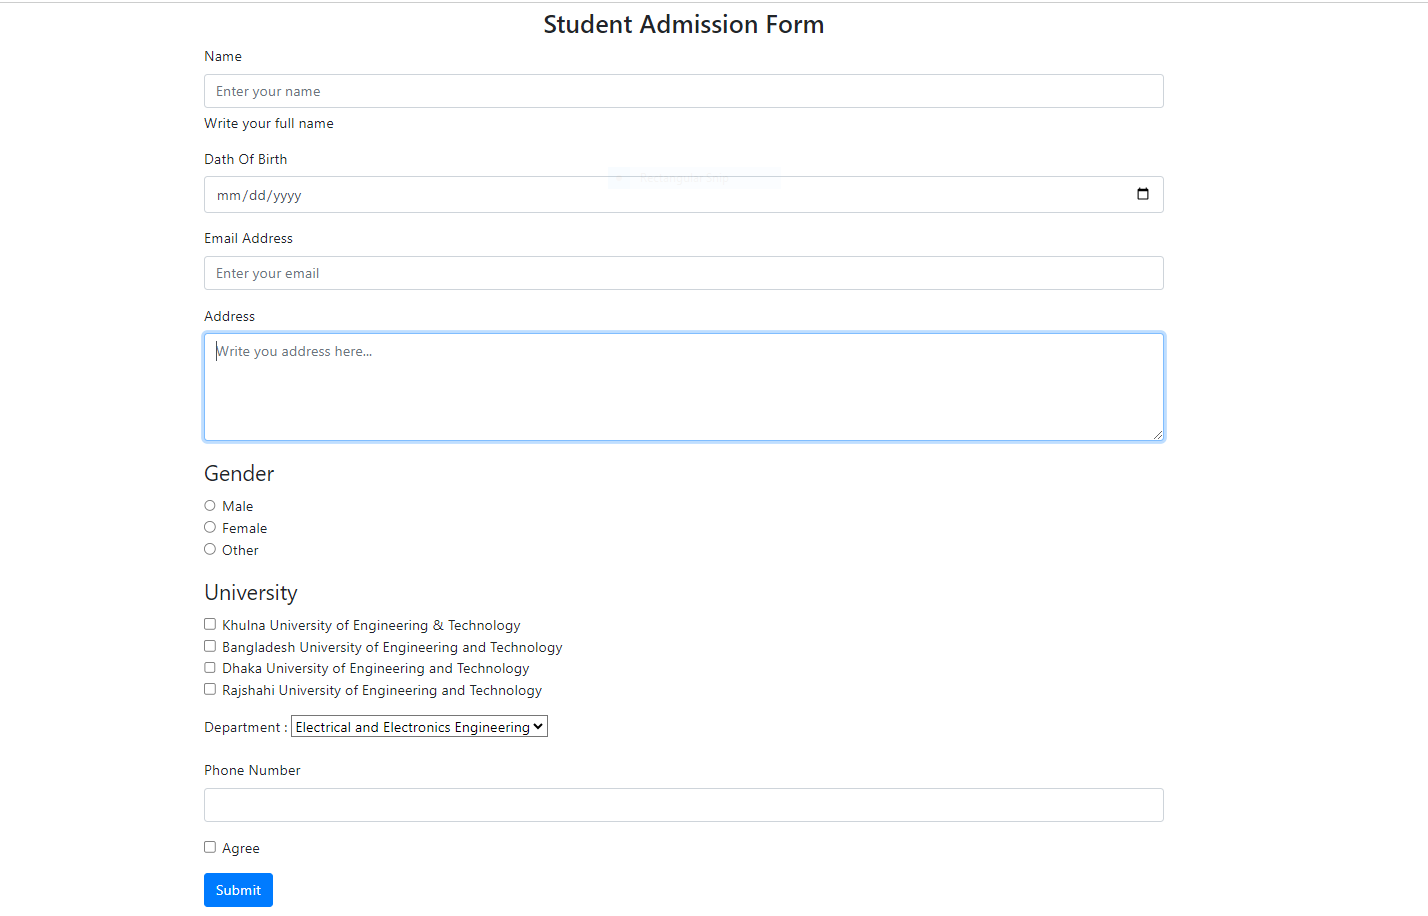 Student Admission Form
Name
Enter your name
Write your full name
Dath Of Birth
mm/dd/yyyy
Email Address
Enter your email
Address
Write you address here...
Gender
Male
Female
Other
University
Khulna University of Engineering & Technology
Bangladesh University of Engineering and Technology
Dhaka University of Engineering and Technology
Rajshahi University of Engineering and Technology
Department : Electrical and Electronics Engineering
Phone Number
Agree
Submit